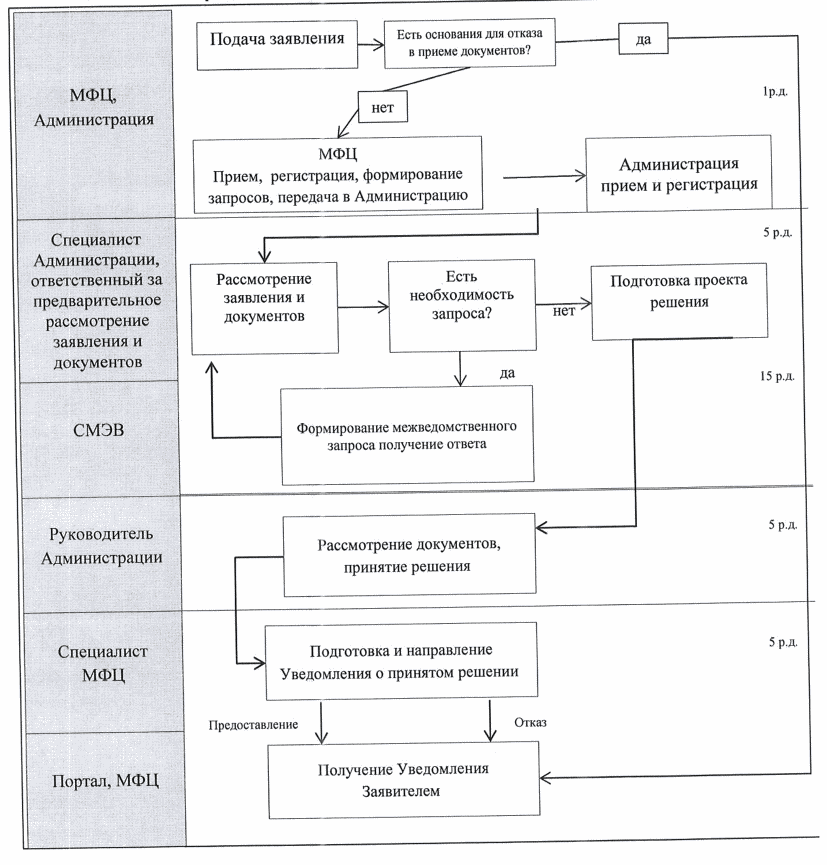 Подача заявления
Есть основания для отказа
в приеме документов?
да
МФЦ,
Администрация
1р.д.
нет
МФЦ
Прием, регистрация, формирование
запросов, передача в Администрацию
Администрация
прием и регистрация
Специалист
Администрации,
ответственный за
предварительное
рассмотрение
заявления и
документов
5 р.д.
Рассмотрение
заявления и
документов
Есть
необходимость
запроса?
нет
Подготовка проекта
решения
да
15 р.д.
СМЭВ
Формирование межведомственного
запроса получение ответа
Руководитель
Администрации
Рассмотрение документов,
принятие решения
5 р.д.
Специалист
МФЦ
Подготовка и направление
Уведомления о принятом решении
5 р.д.
Предоставление
Отказ
Портал, МФЦ
Получение Уведомления
Заявителем